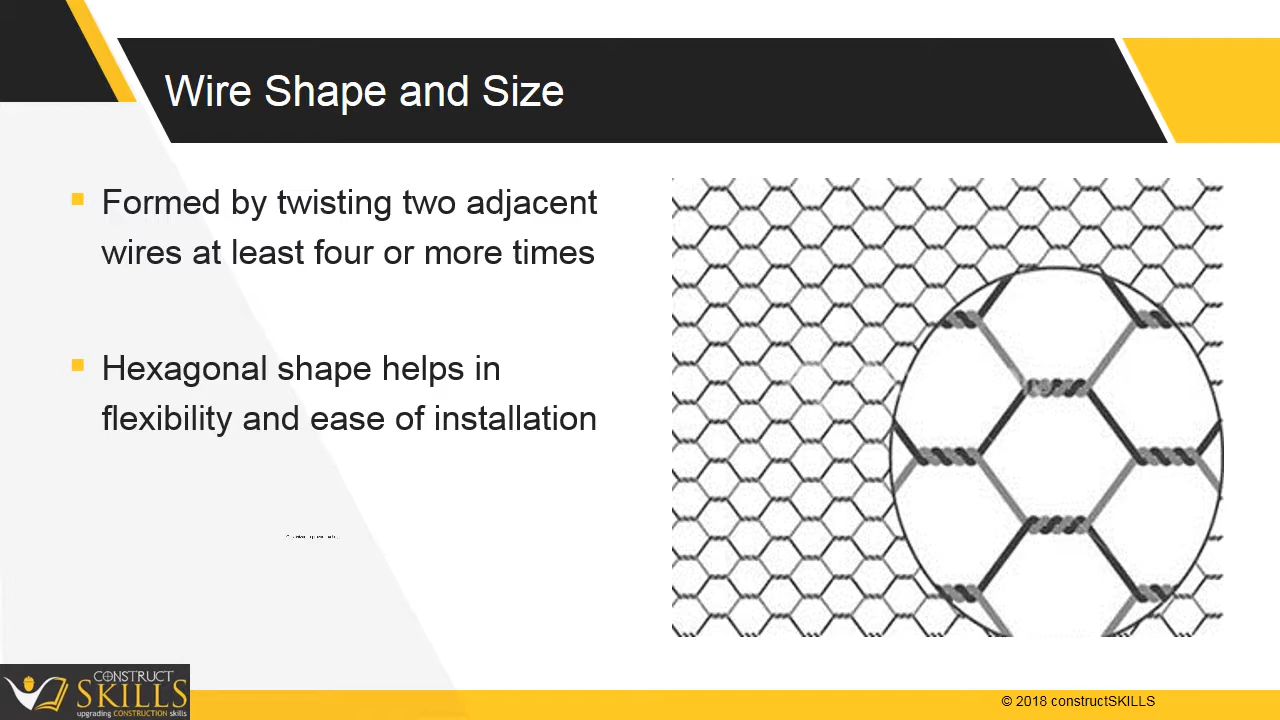 Wire Shape and Size
Formed by twisting two adjacent
wires at least four or more times
Hexagonal shape helps in
flexibility and ease of installation
CONSTRUCT
SKILLS
upgrading CONSTRUCTION skills
© 2018 constructSKILLS